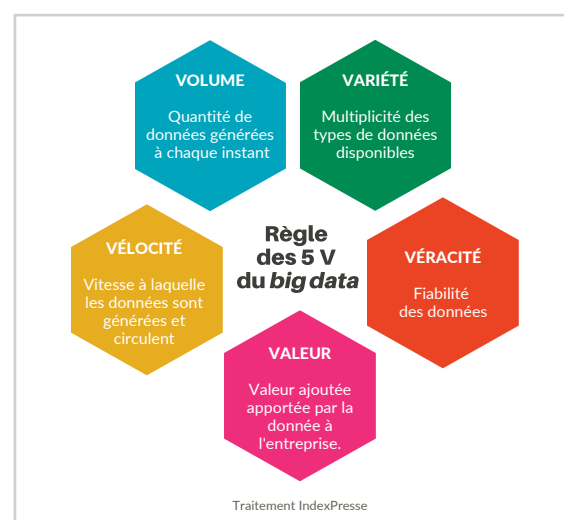 VOLUME
Quantité de
données générées
à chaque instant
VARIÉTÉ
Multiplicité des
types de données
disponibles
VÉLOCITÉ
Vitesse à laquelle
les données sont
générées et
circulent
Règle
des 5 V
du big data
VÉRACITÉ
Fiabilité
des données
VALEUR
Valeur ajoutée
apportée par la
donnée à
l'entreprise.
Traitement IndexPresse